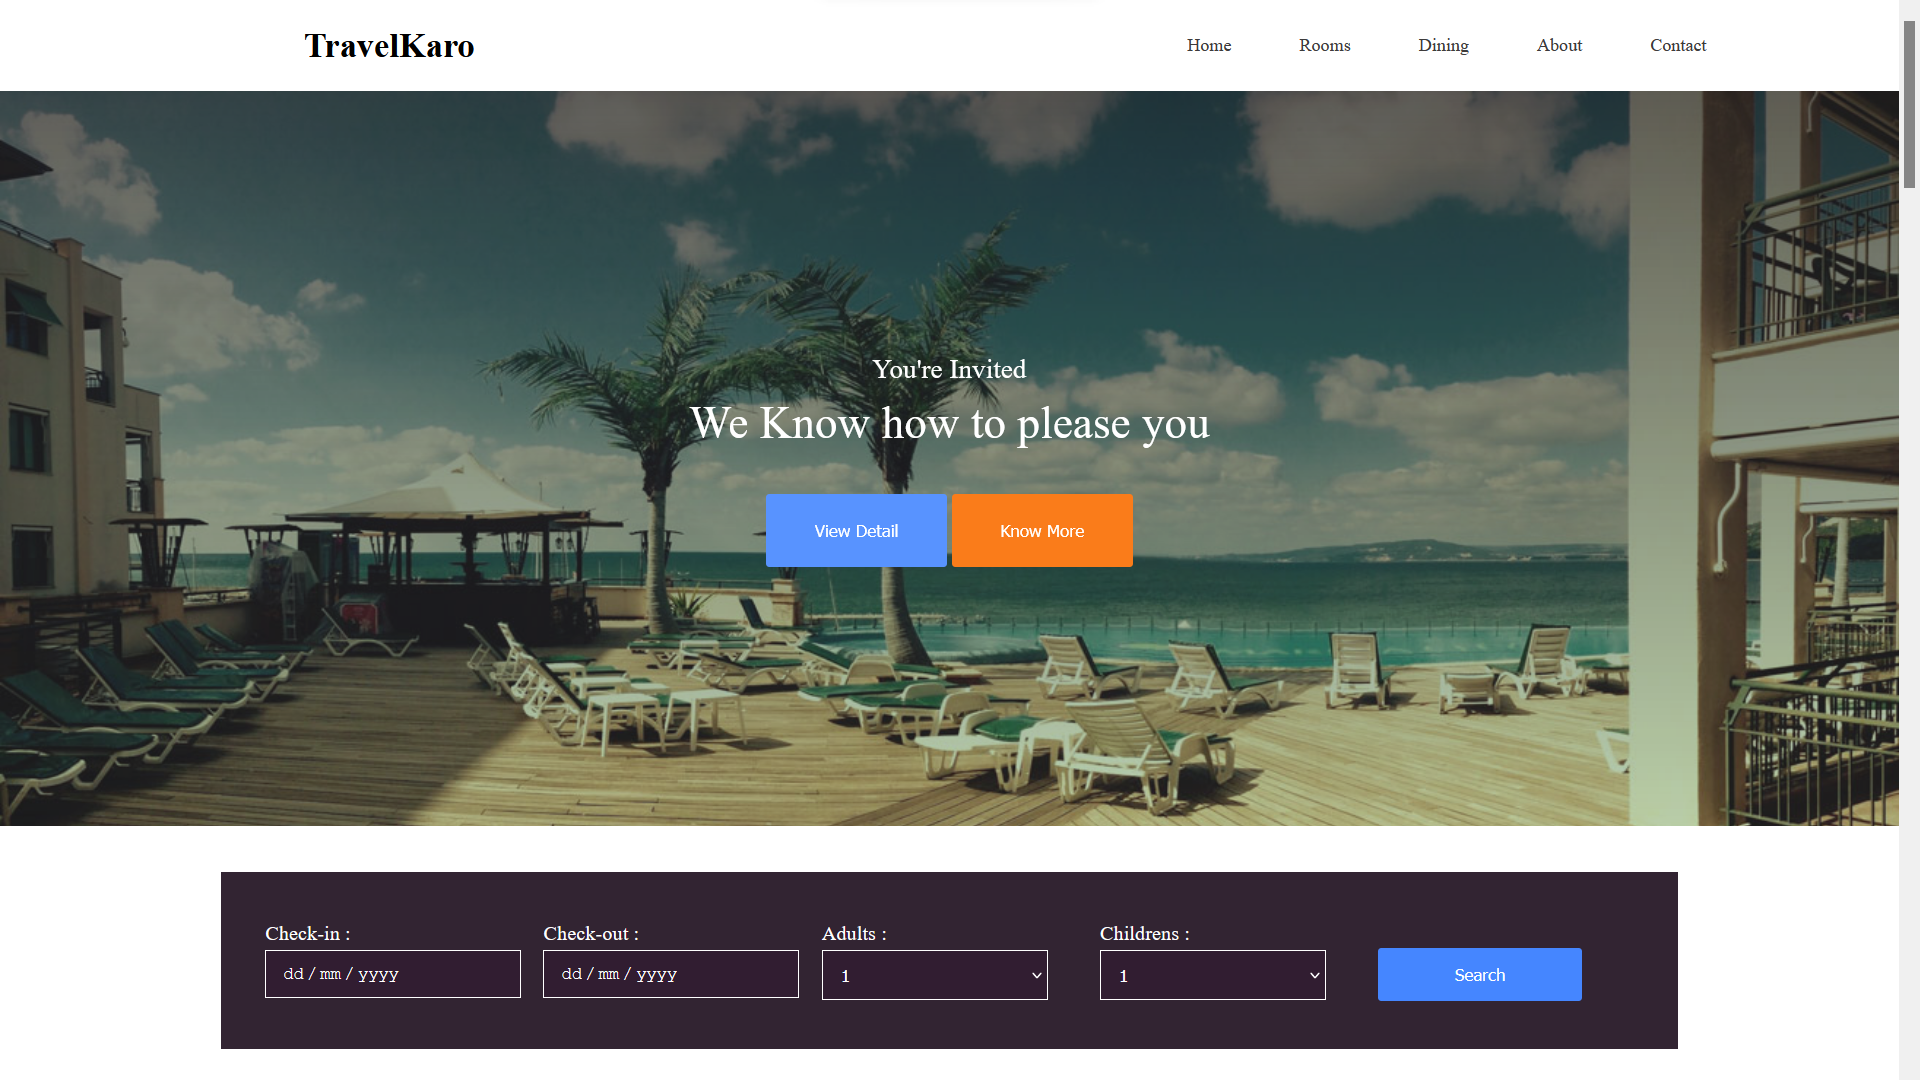 TravelKaro
Home Rooms Dining About Contact
You're Invited
We Know how to please you
View Detail Know More
Check-in : Check-out : Adults : Childrens :
dd / mm / yyyy dd / mm / yyyy 1 1 Search